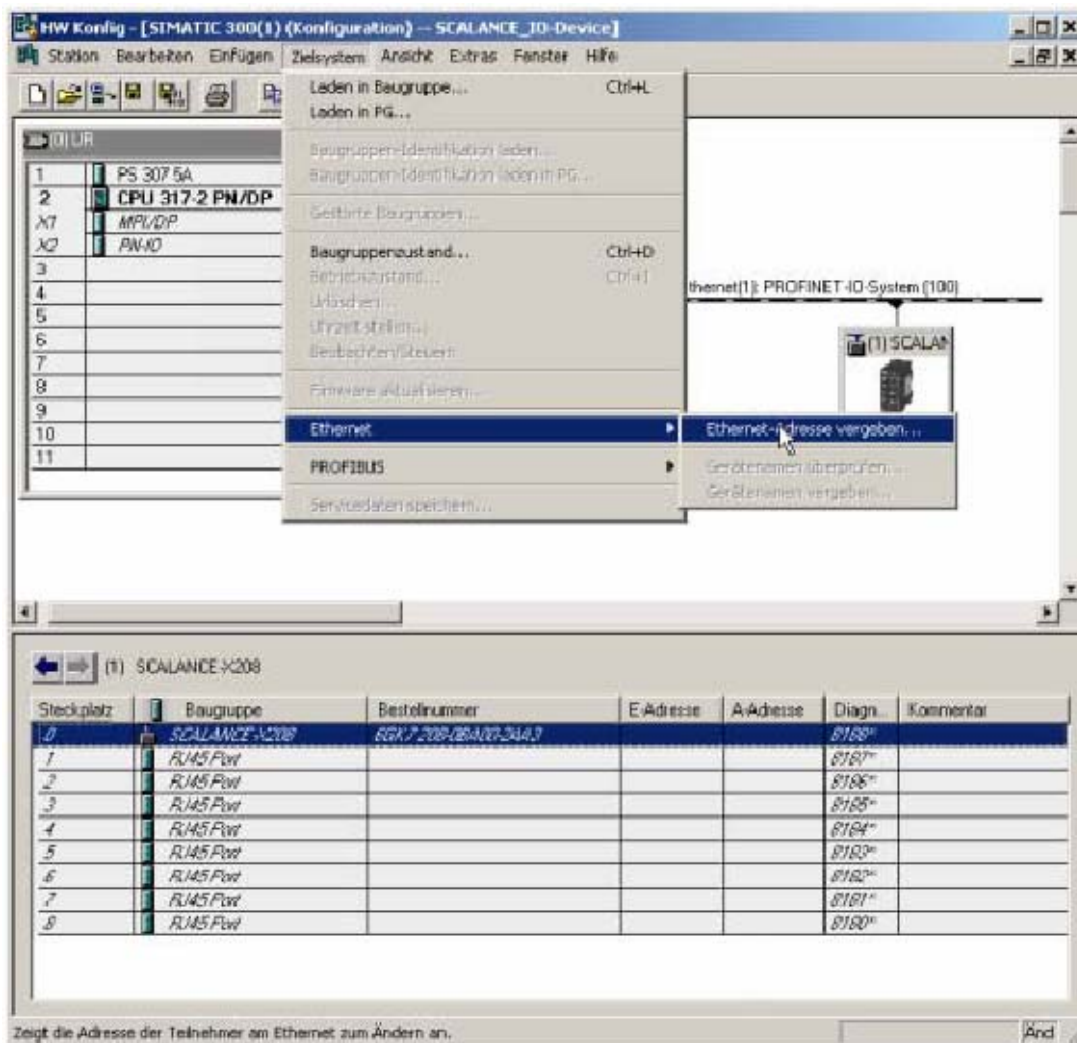 HW Konfig - [SIMATIC 300(1) (Konfiguration) -- SCALANCE_IO-Device]
Station Bearbeiten Einfügen Zielsystem Ansicht Extras Fenster Hilfe
(0) UR
1 PS 307 5A
2 CPU 317-2 PN/DP
X1 MPI/DP
X2 PN-IO
3
4
5
6
7
8
9
10
11
Laden in Baugruppe... Ctrl+L
Laden in PG...
Baugruppen-Identifikation laden...
Baugruppen-Identifikation laden in PG...
Gestörte Baugruppen...
Baugruppenzustand... Ctrl+D
Betriebszustand... Ctrl+I
Urlöschen...
Uhrzeit stellen...
Beobachten/Steuern
Firmware aktualisieren...
Ethernet
PROFIBUS
Servicedaten speichern...
Ethernet-Adresse vergeben...
Gerätenamen überprüfen...
Gerätenamen vergeben...
thernet(1): PROFINET-IO-System (100)
(1) SCALAN
(1) SCALANCE-X208
Steckplatz Baugruppe Bestellnummer E-Adresse A-Adresse Diagn... Kommentar
0 SCALANCE-X208 6GK7 208-0BA00-2AA3 8188*
1 RJ45 Port 8187*
2 RJ45 Port 8186*
3 RJ45 Port 8185*
4 RJ45 Port 8184*
5 RJ45 Port 8183*
6 RJ45 Port 8182*
7 RJ45 Port 8181*
8 RJ45 Port 8180*
Zeigt die Adresse der Teilnehmer am Ethernet zum Ändern an.
Änd